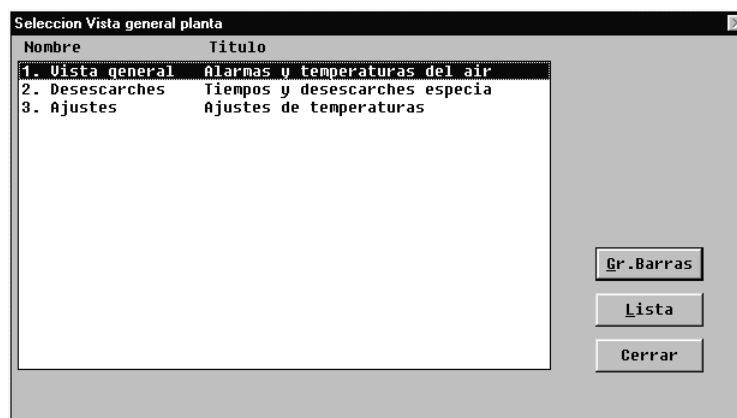 Seleccion Vista general planta
Nombre Titulo
1. Vista general Alarmas y temperaturas del air
2. Desescarches Tiempos y desescarches especia
3. Ajustes Ajustes de temperaturas
Gr.Barras
Lista
Cerrar